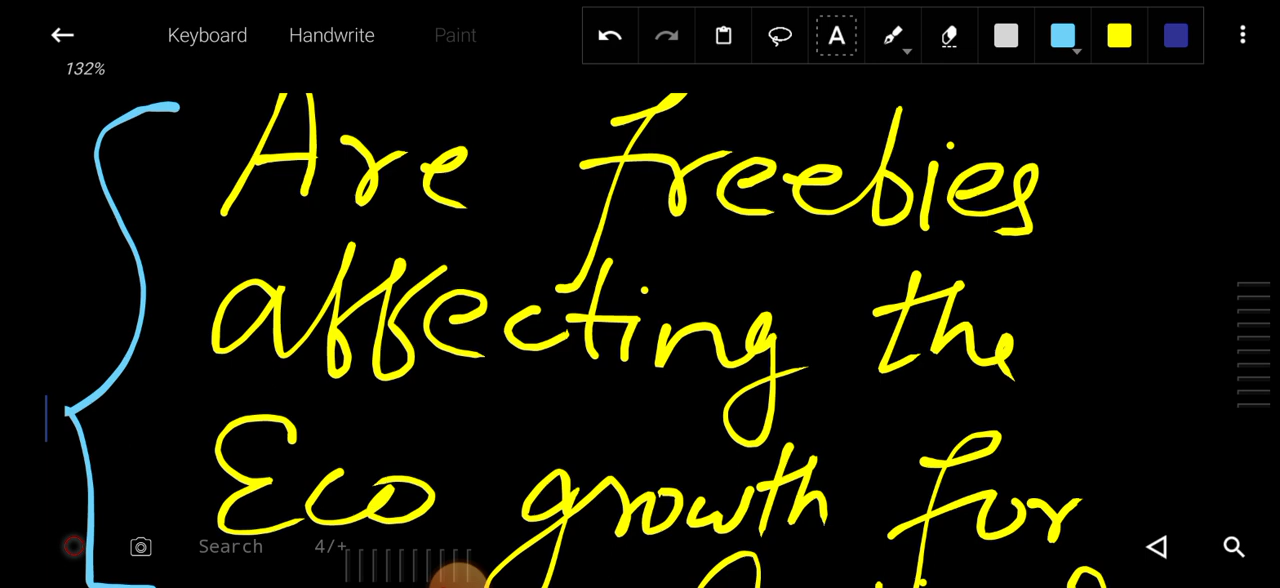 Keyboard Handwrite Paint A
132%
Are Freebies
affecting the
Eco growth For
Search 4/+